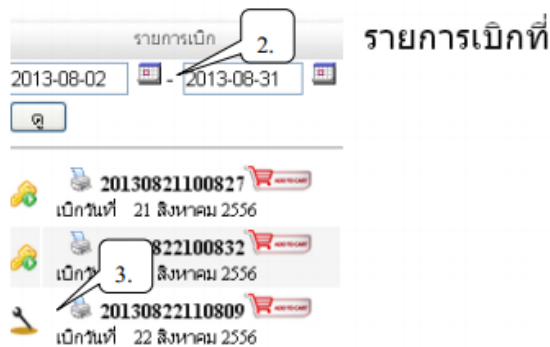 รายการเบิก
2.
รายการเบิกที่
2013-08-02 - 2013-08-31
ดู
20130821100827 ADD TO CART
เบิกวันที่ 21 สิงหาคม 2556
822100832 ADD TO CART
3. สิงหาคม 2556
20130822110809 ADD TO CART
เบิกวันที่ 22 สิงหาคม 2556